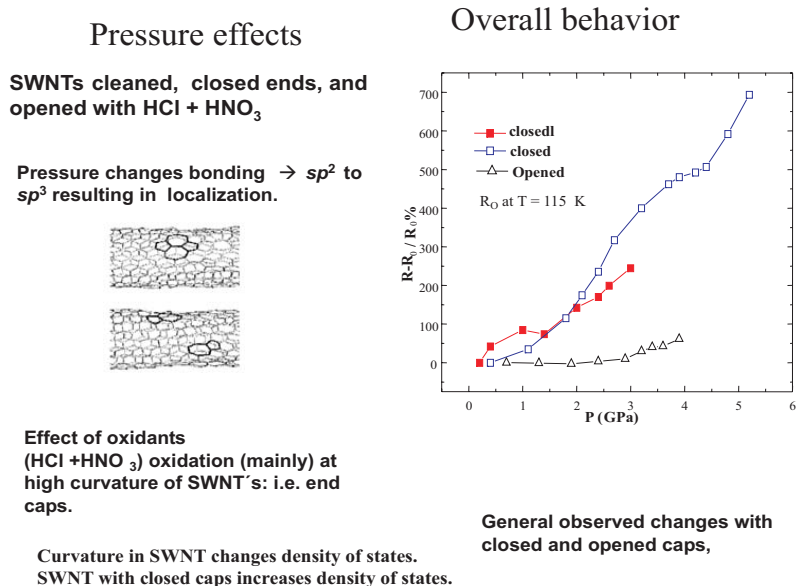 Pressure effects
SWNTs cleaned, closed ends, and
opened with HCl + HNO3
Pressure changes bonding → sp2 to
sp3 resulting in localization.
Effect of oxidants
(HCl +HNO 3) oxidation (mainly) at
high curvature of SWNT´s: i.e. end
caps.
Curvature in SWNT changes density of states.
SWNT with closed caps increases density of states.
Overall behavior
700
600
500
400
300
200
100
0
R-R0 / R0%
closedl
closed
Opened
RO at T = 115 K
0 1 2 3 4 5 6
P (GPa)
General observed changes with
closed and opened caps,